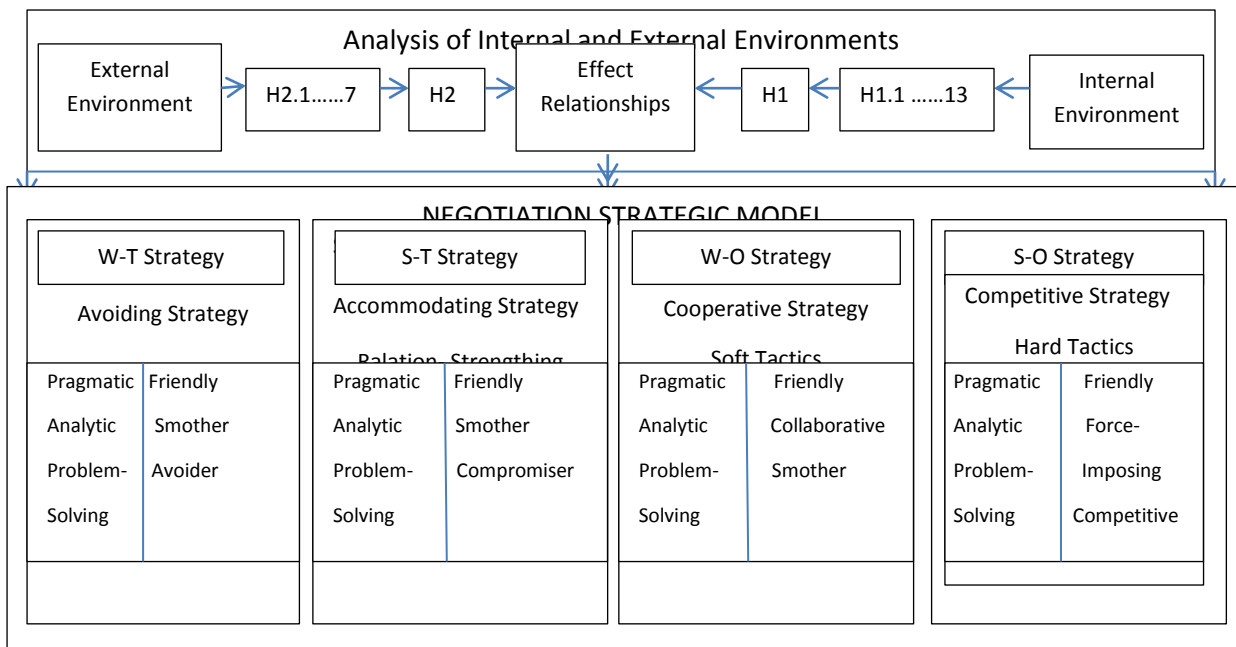 Analysis of Internal and External Environments
External
Environment
H2.1……7
H2
Effect
Relationships
H1
H1.1 ……13
Internal
Environment
NEGOTIATION STRATEGIC MODEL
W-T Strategy
Avoiding Strategy
Pragmatic
Analytic
Problem-
Solving
Friendly
Smother
Avoider
S-T Strategy
Accommodating Strategy
Ralation- Strengthing
Pragmatic
Analytic
Problem-
Solving
Friendly
Smother
Compromiser
W-O Strategy
Cooperative Strategy
Soft Tactics
Pragmatic
Analytic
Problem-
Solving
Friendly
Collaborative
Smother
S-O Strategy
Competitive Strategy
Hard Tactics
Pragmatic
Analytic
Problem-
Solving
Friendly
Force-
Imposing
Competitive